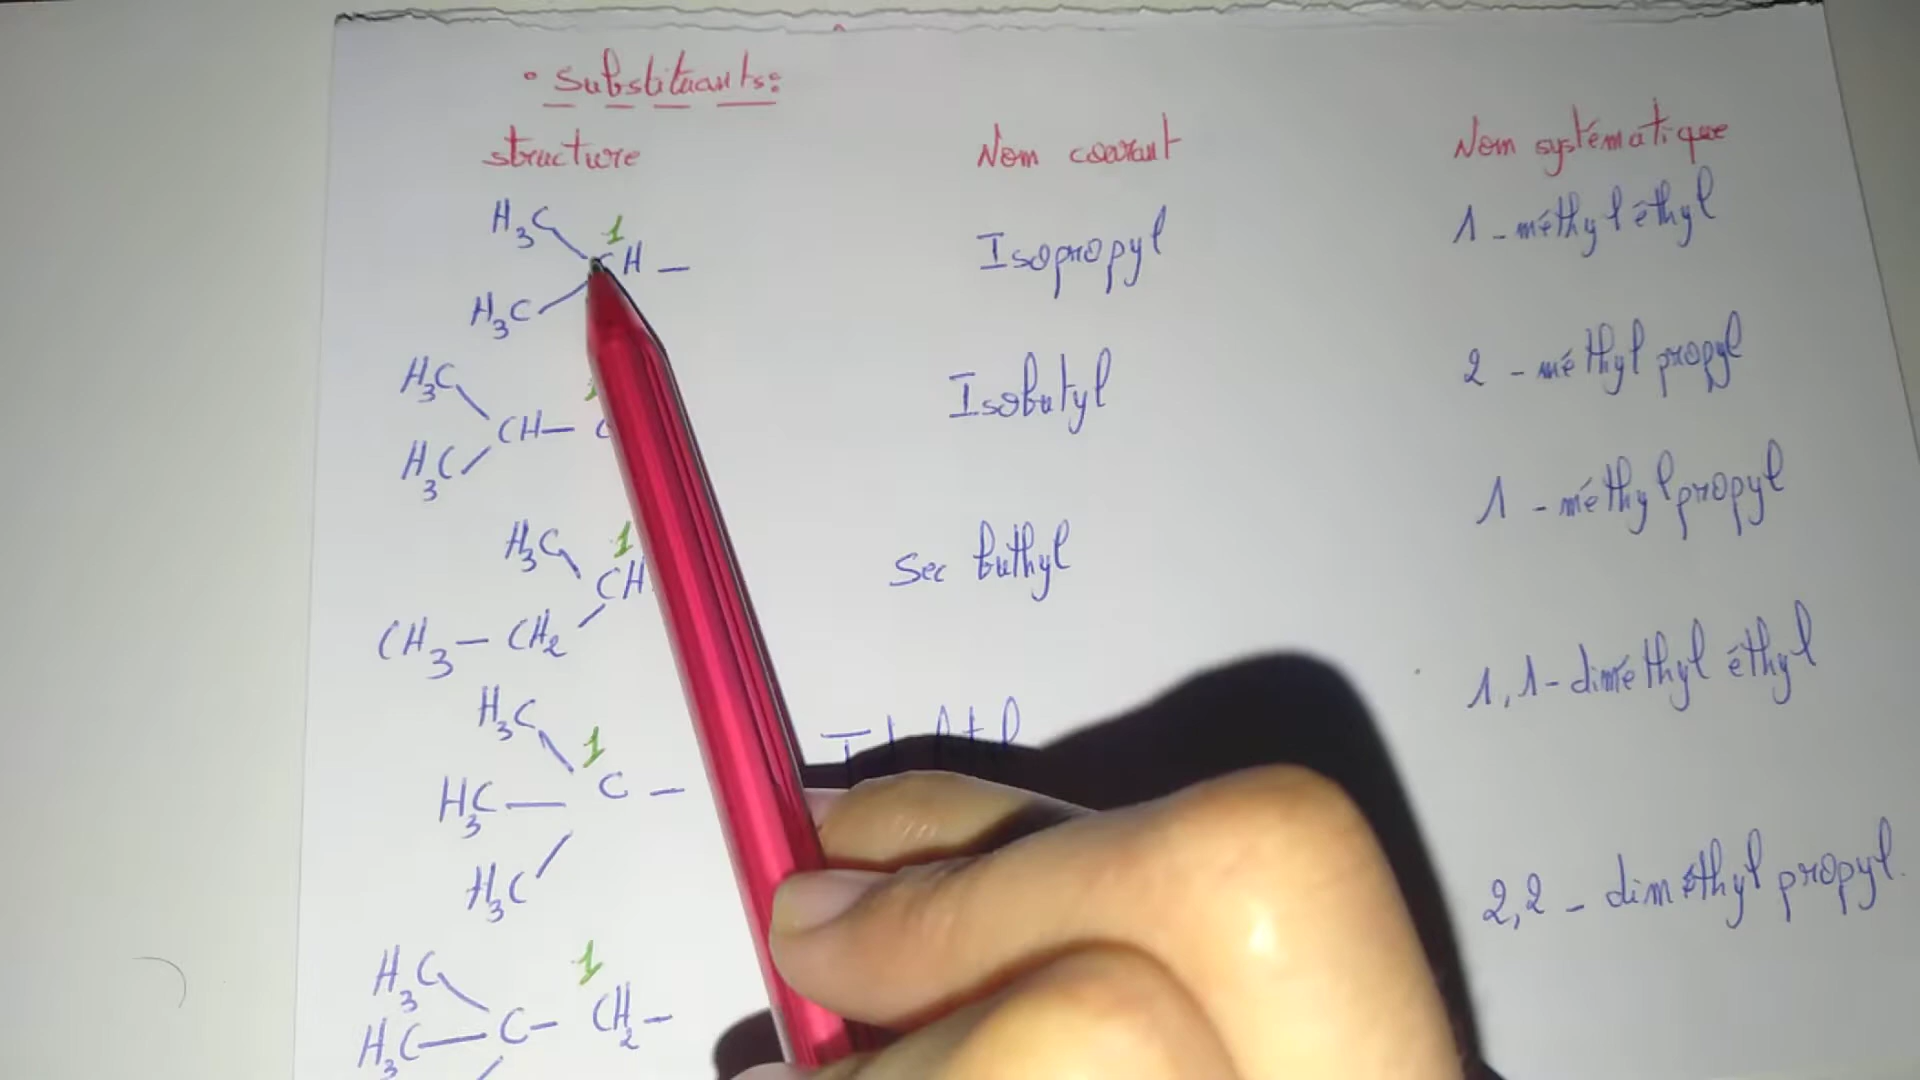 • Substituants:
structure Nom courant Nom systématique
H3C 1
CH — Isopropyl 1 - méthyl éthyl
H3C
H3C
CH — Isobutyl 2 - méthyl propyl
H3C
H3C 1
CH Sec buthyl 1 - méthyl propyl
CH3 — CH2
H3C 1
H3C — C — 1,1 - diméthyl éthyl
H3C
H3C 1
H3C — C — CH2 — 2,2 - diméthyl propyl.